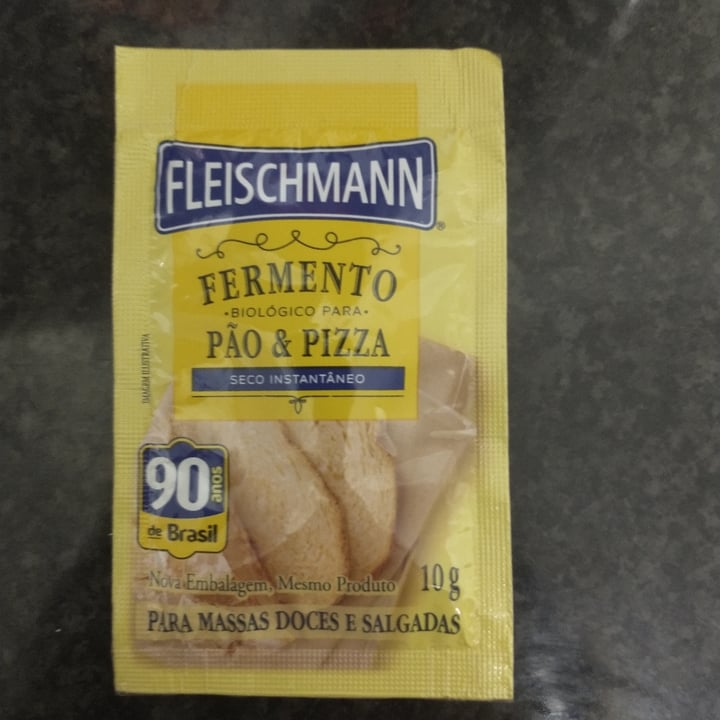 FLEISCHMANN®
FERMENTO
•BIOLÓGICO PARA•
PÃO & PIZZA
SECO INSTANTÂNEO
IMAGEM ILUSTRATIVA
90 anos
de Brasil
Nova Embalagem, Mesmo Produto
10 g
PARA MASSAS DOCES E SALGADAS